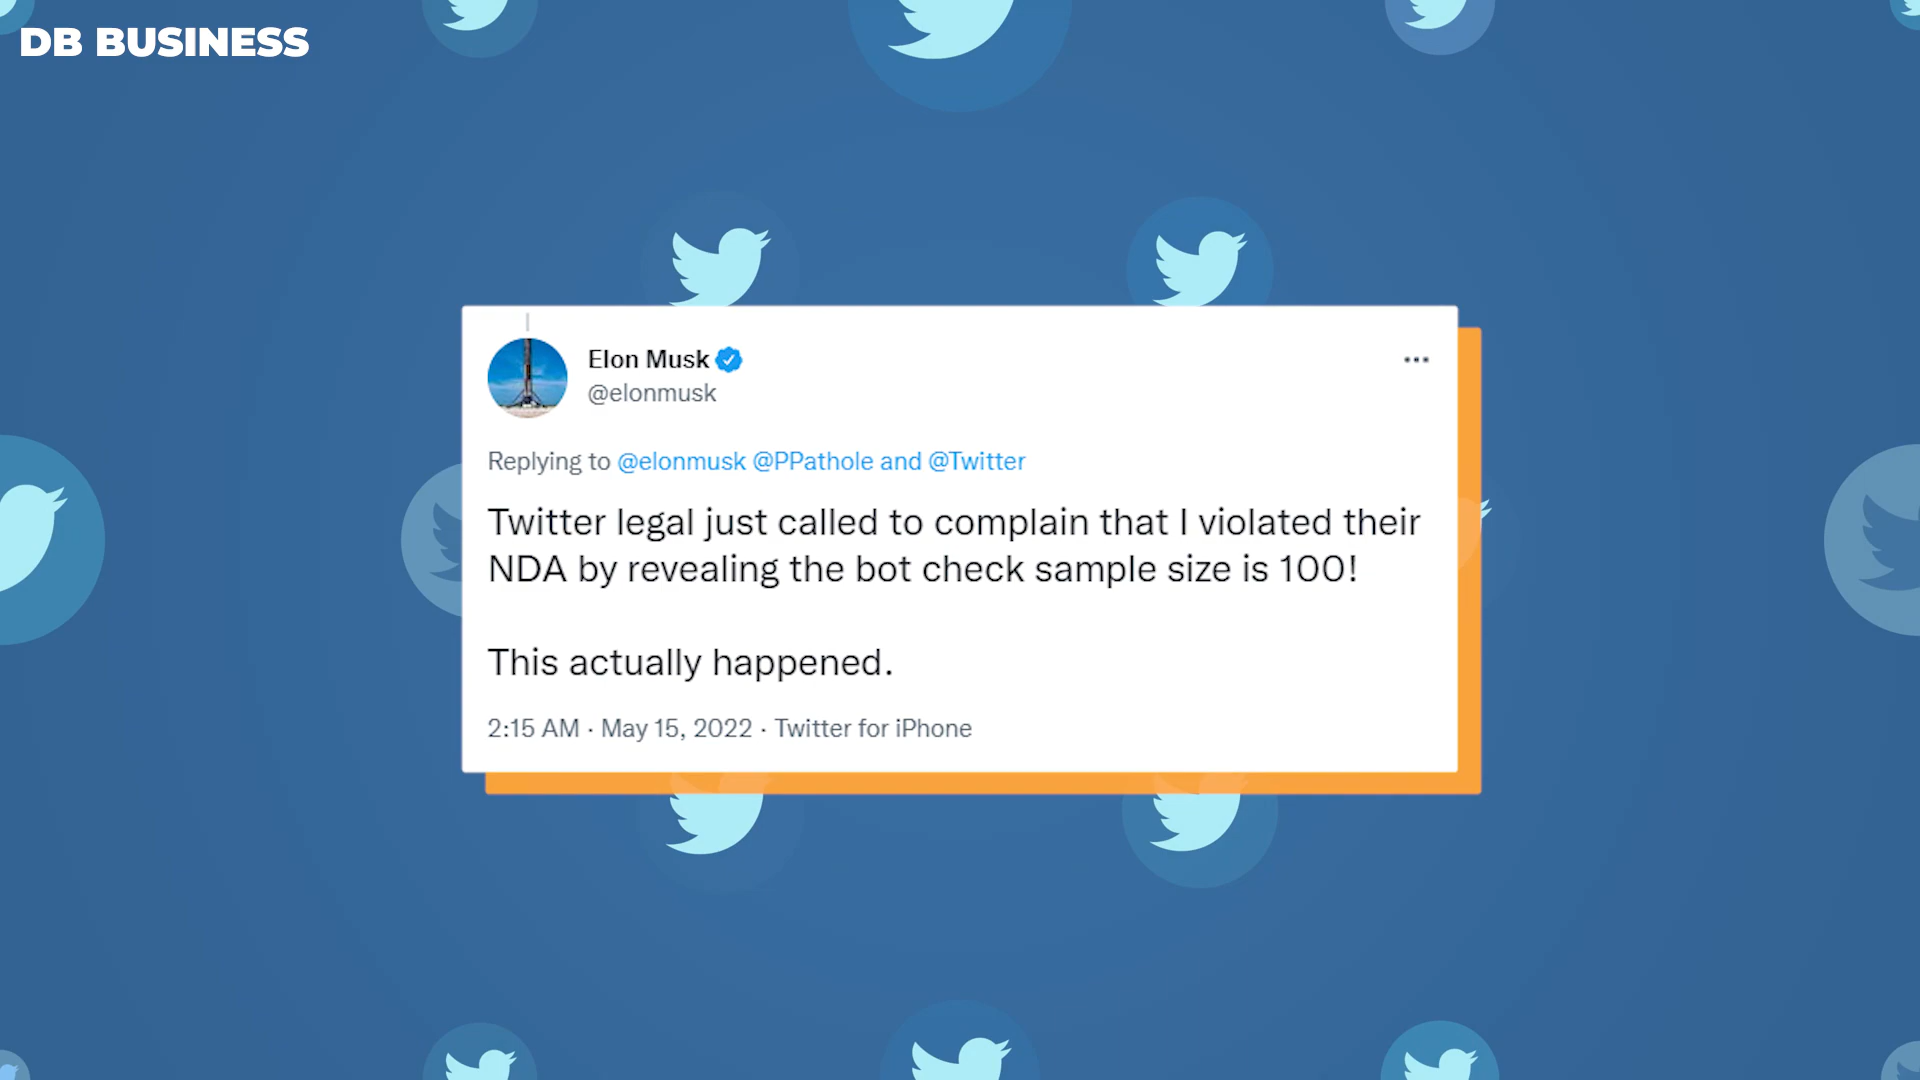 DB BUSINESS
Elon Musk
@elonmusk
Replying to @elonmusk @PPathole and @Twitter
Twitter legal just called to complain that I violated their
NDA by revealing the bot check sample size is 100!
This actually happened.
2:15 AM · May 15, 2022 · Twitter for iPhone